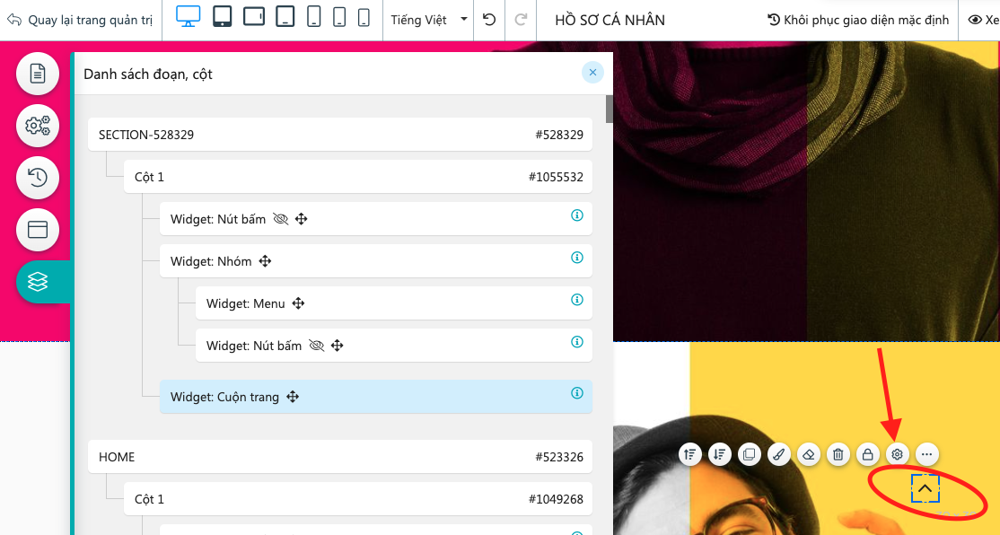 Quay lại trang quản trị
Tiếng Việt
HỒ SƠ CÁ NHÂN
Khôi phục giao diện mặc định
Xe
Danh sách đoạn, cột
SECTION-528329 #528329
Cột 1 #1055532
Widget: Nút bấm
Widget: Nhóm
Widget: Menu
Widget: Nút bấm
Widget: Cuộn trang
HOME #523326
Cột 1 #1049268